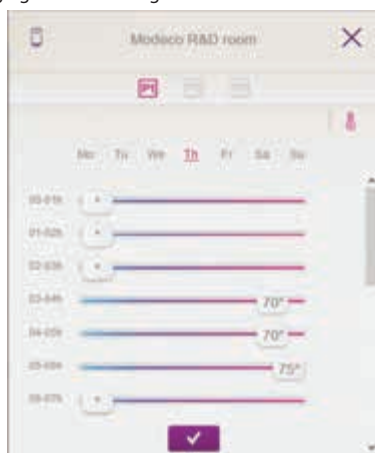 Modeco R&D room
P1
Mo Tu We Th Fr Sa Su
00-01h
01-02h
02-03h
03-04h 70°
04-05h 70°
05-06h 75°
06-07h